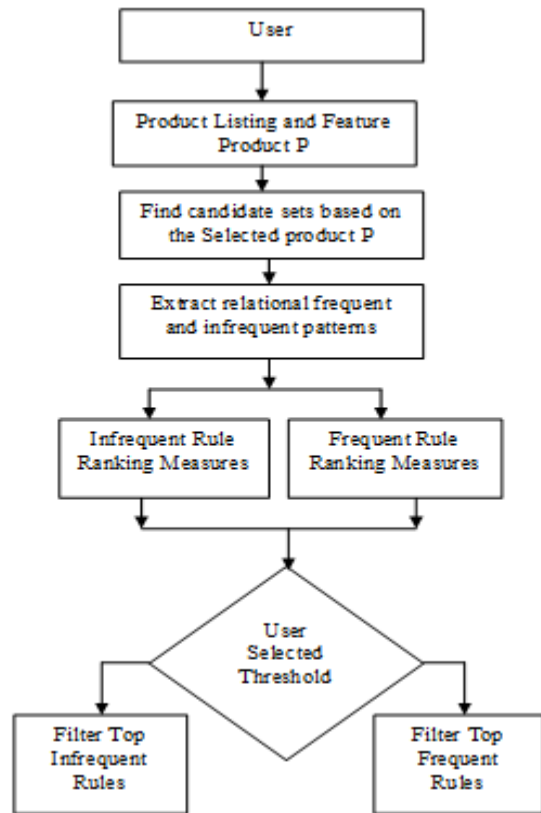 User
Product Listing and Feature
Product P
Find candidate sets based on
the Selected product P
Extract relational frequent
and infrequent patterns
Infrequent Rule
Ranking Measures
Frequent Rule
Ranking Measures
User
Selected
Threshold
Filter Top
Infrequent
Rules
Filter Top
Frequent
Rules